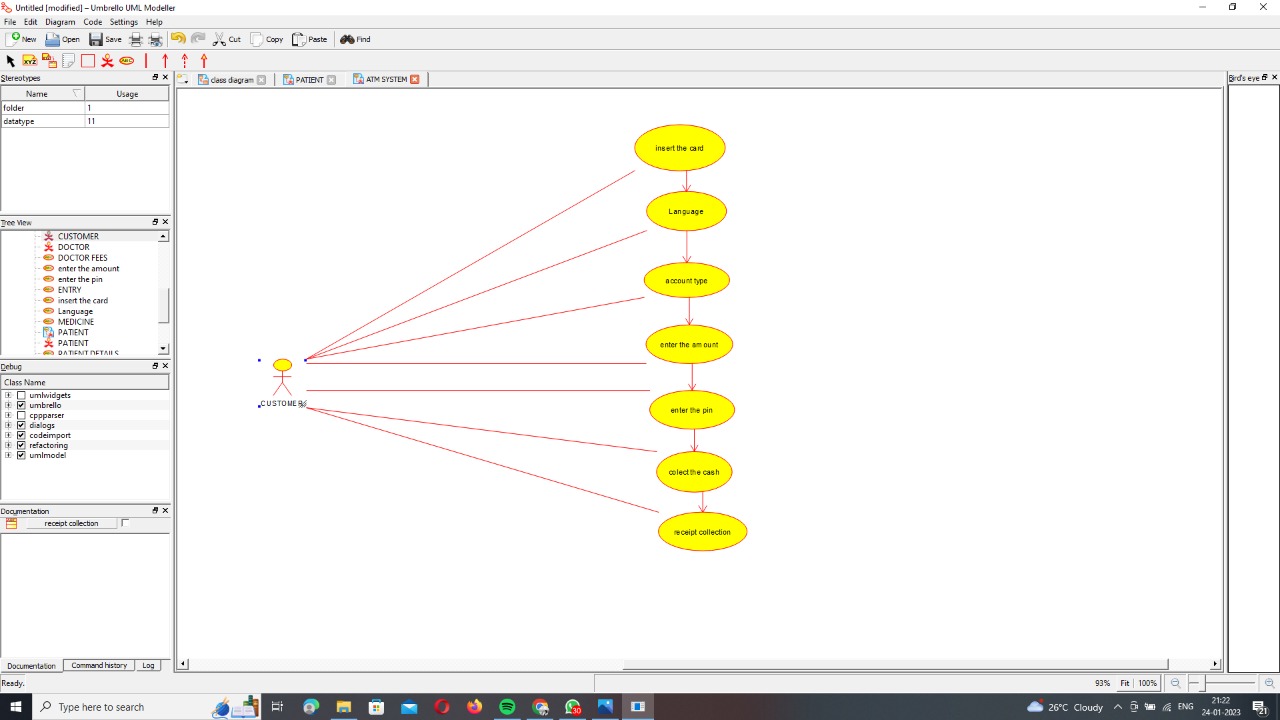 Untitled [modified] – Umbrello UML Modeller
File Edit Diagram Code Settings Help
New Open Save Cut Copy Paste Find
Stereotypes
Name Usage
folder 1
datatype 11
Tree View
CUSTOMER
DOCTOR
DOCTOR FEES
enter the amount
enter the pin
ENTRY
insert the card
Language
MEDICINE
PATIENT
PATIENT
PATIENT DETAILS
Debug
Class Name
umlwidgets
umbrello
cppparser
dialogs
codeimport
refactoring
umlmodel
Documentation
receipt collection
Documentation Command history Log
class diagram PATIENT ATM SYSTEM
insert the card
Language
account type
enter the amount
enter the pin
colect the cash
receipt collection
CUSTOMER
Bird's eye
Ready.
93% Fit 100%
Type here to search
26°C Cloudy
ENG
21:22
24-01-2023